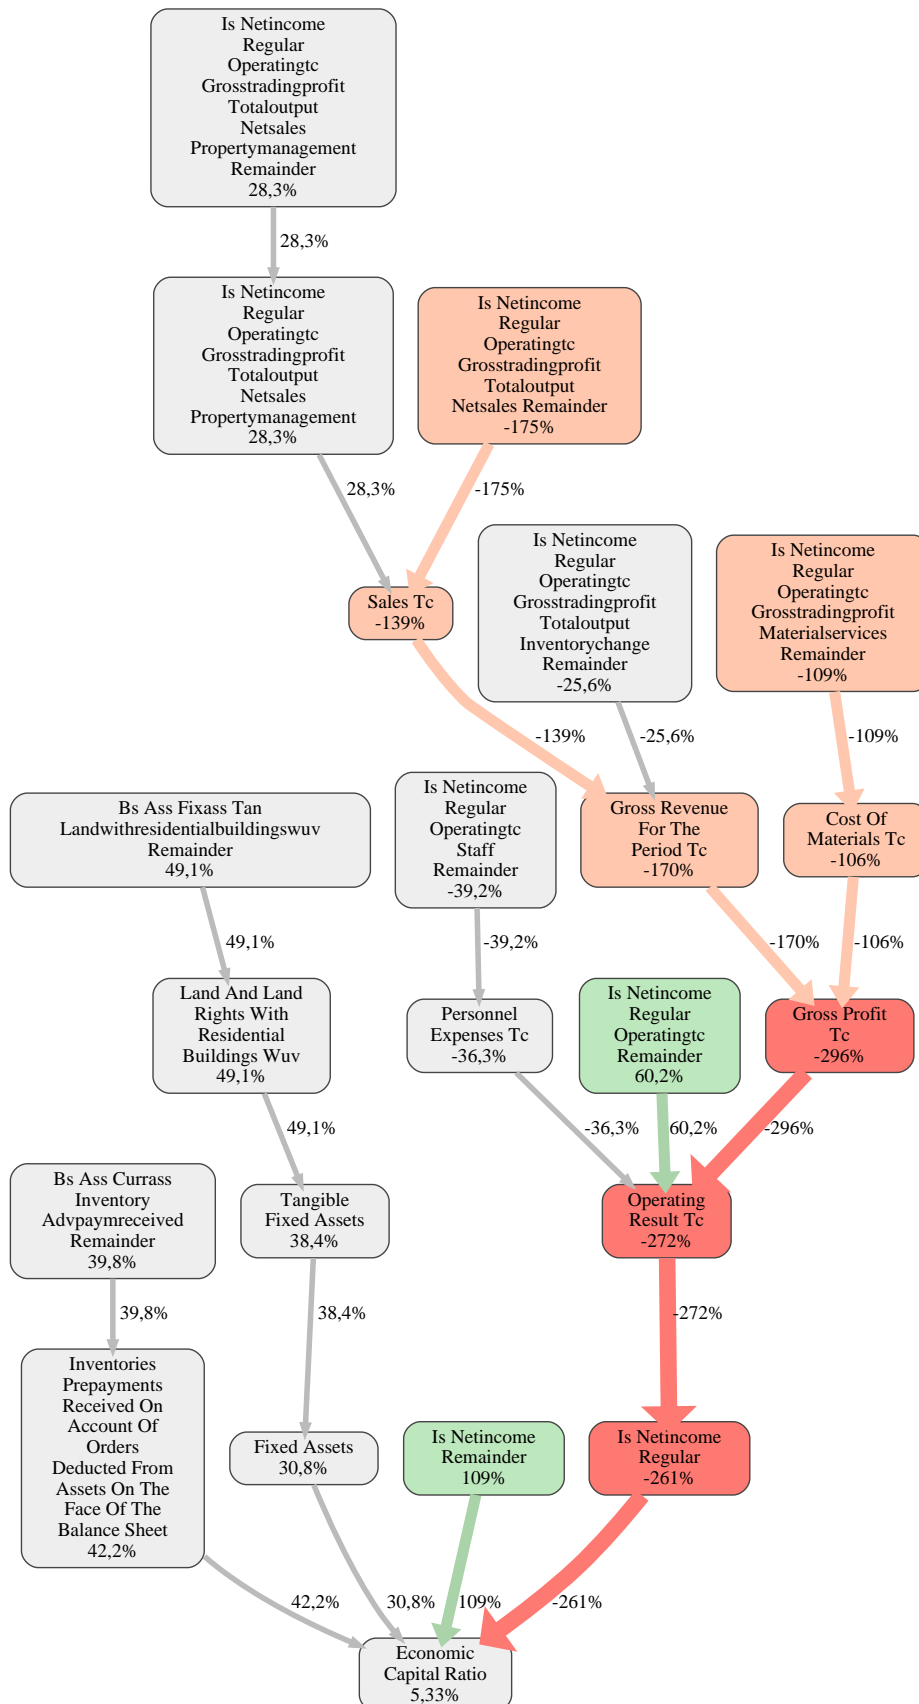 Is Netincome
Regular
Operatingtc
Grosstradingprofit
Totaloutput
Netsales
Propertymanagement
Remainder
28,3%
28,3%
Is Netincome
Regular
Operatingtc
Grosstradingprofit
Totaloutput
Netsales
Propertymanagement
28,3%
Is Netincome
Regular
Operatingtc
Grosstradingprofit
Totaloutput
Netsales Remainder
-175%
28,3%
-175%
Sales Tc
-139%
Is Netincome
Regular
Operatingtc
Grosstradingprofit
Totaloutput
Inventorychange
Remainder
-25,6%
Is Netincome
Regular
Operatingtc
Grosstradingprofit
Materialservices
Remainder
-109%
-139%
-25,6%
-109%
Bs Ass Fixass Tan
Landwithresidentialbuildingswuv
Remainder
49,1%
Is Netincome
Regular
Operatingtc
Staff
Remainder
-39,2%
Gross Revenue
For The
Period Tc
-170%
Cost Of
Materials Tc
-106%
49,1%
-39,2%
-170%
-106%
Land And Land
Rights With
Residential
Buildings Wuv
49,1%
Personnel
Expenses Tc
-36,3%
Is Netincome
Regular
Operatingtc
Remainder
60,2%
Gross Profit
Tc
-296%
49,1%
-36,3%
60,2%
-296%
Bs Ass Currass
Inventory
Advpaymreceived
Remainder
39,8%
Tangible
Fixed Assets
38,4%
Operating
Result Tc
-272%
39,8%
38,4%
-272%
Inventories
Prepayments
Received On
Account Of
Orders
Deducted From
Assets On The
Face Of The
Balance Sheet
42,2%
Fixed Assets
30,8%
Is Netincome
Remainder
109%
Is Netincome
Regular
-261%
42,2%
30,8%
109%
-261%
Economic
Capital Ratio
5,33%